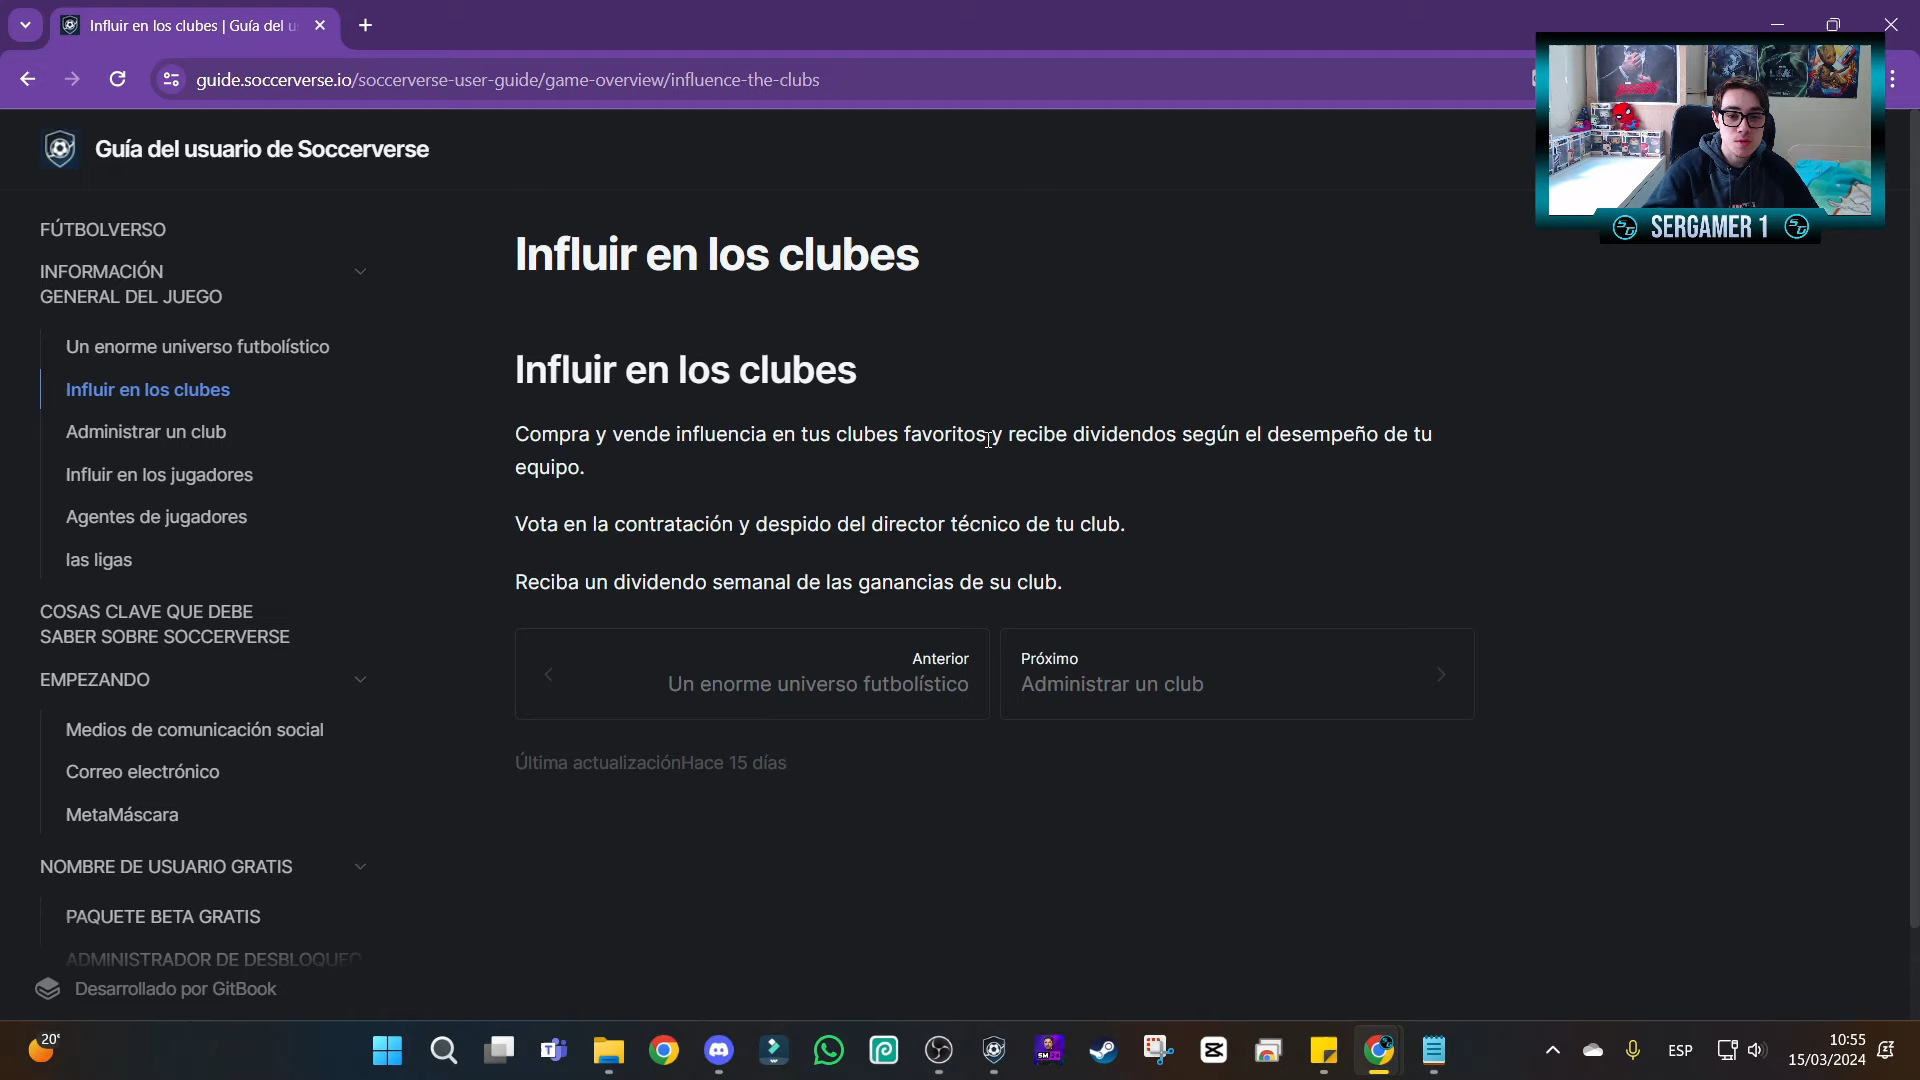 Influir en los clubes | Guía del u
guide.soccerverse.io/soccerverse-user-guide/game-overview/influence-the-clubs
Guía del usuario de Soccerverse
SERGAMER 1
FÚTBOLVERSO
INFORMACIÓN
GENERAL DEL JUEGO
Un enorme universo futbolístico
Influir en los clubes
Administrar un club
Influir en los jugadores
Agentes de jugadores
las ligas
COSAS CLAVE QUE DEBE
SABER SOBRE SOCCERVERSE
EMPEZANDO
Medios de comunicación social
Correo electrónico
MetaMáscara
NOMBRE DE USUARIO GRATIS
PAQUETE BETA GRATIS
ADMINISTRADOR DE DESBLOQUEO
Desarrollado por GitBook
Influir en los clubes
Influir en los clubes
Compra y vende influencia en tus clubes favoritos y recibe dividendos según el desempeño de tu
equipo.
Vota en la contratación y despido del director técnico de tu club.
Reciba un dividendo semanal de las ganancias de su club.
Anterior
Un enorme universo futbolístico
Próximo
Administrar un club
Última actualizaciónHace 15 días
20°
ESP
10:55
15/03/2024